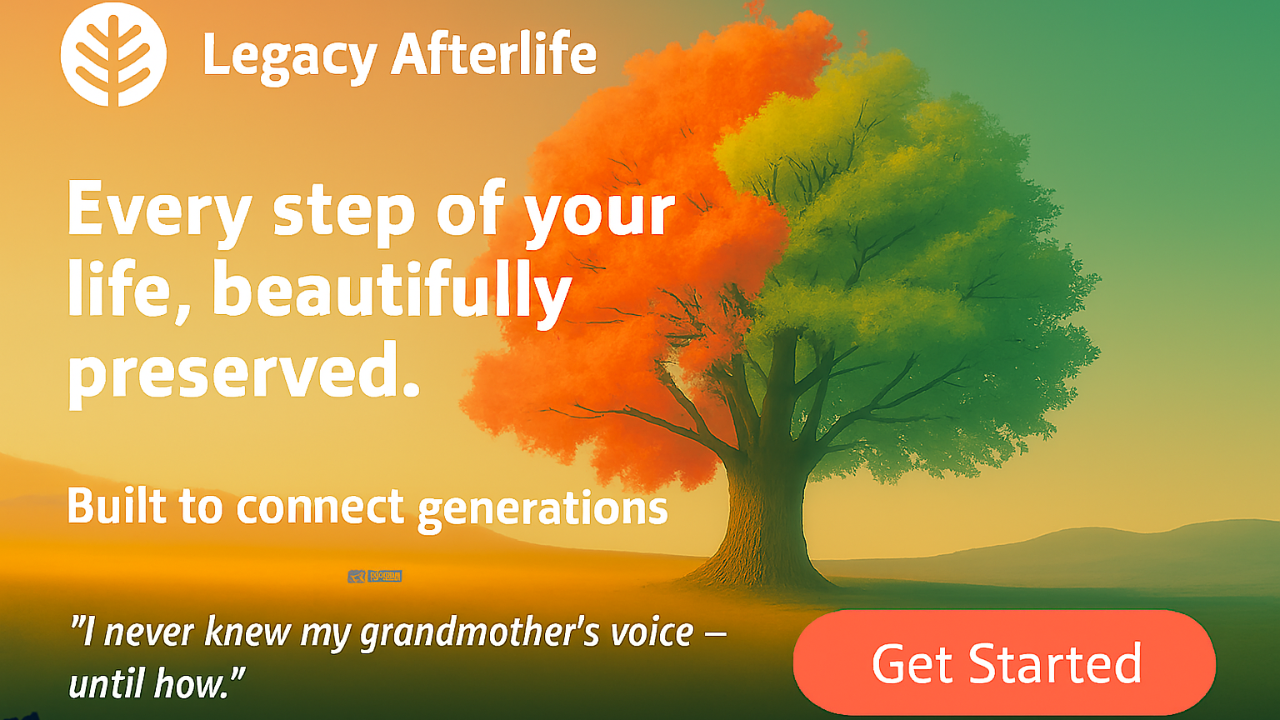 Legacy Afterlife
Every step of your
life, beautifully
preserved.
Built to connect generations
"I never knew my grandmother's voice –
until how."
Get Started